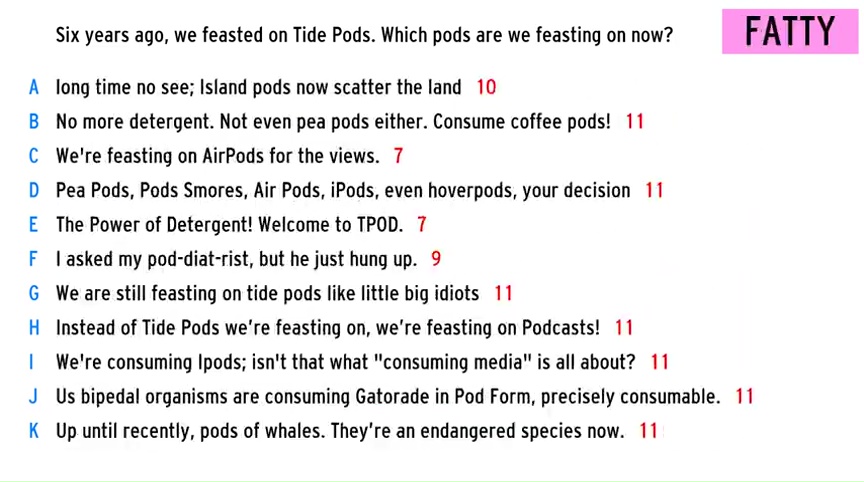 Six years ago, we feasted on Tide Pods. Which pods are we feasting on now?
FATTY
A long time no see; Island pods now scatter the land 10
B No more detergent. Not even pea pods either. Consume coffee pods! 11
C We're feasting on AirPods for the views. 7
D Pea Pods, Pods Smores, Air Pods, iPods, even hoverpods, your decision 11
E The Power of Detergent! Welcome to TPOD. 7
F I asked my pod-diat-rist, but he just hung up. 9
G We are still feasting on tide pods like little big idiots 11
H Instead of Tide Pods we're feasting on, we're feasting on Podcasts! 11
I We're consuming Ipods; isn't that what "consuming media" is all about? 11
J Us bipedal organisms are consuming Gatorade in Pod Form, precisely consumable. 11
K Up until recently, pods of whales. They're an endangered species now. 11